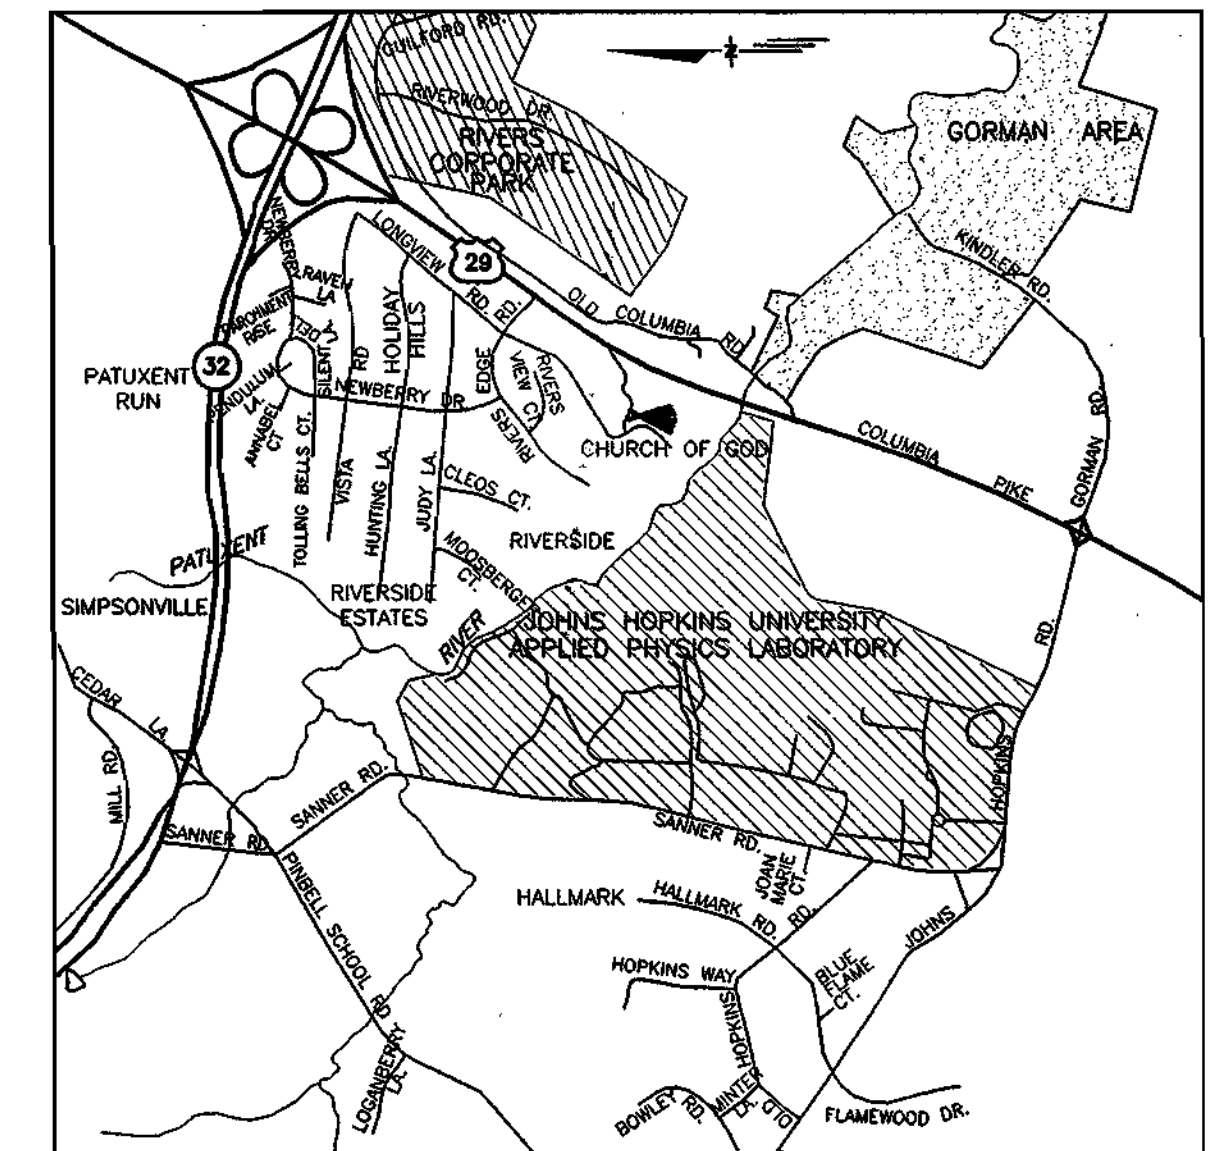 GUILFORD RD.
RIVERWOOD DR.
RIVERS
CORPORATE
PARK
GORMAN AREA
KINDLER RD.
NEWBERRY
DR.
LONGVIEW
RD.
29
RAVEN
LA
PARCHMENT
RISE
DELL
HOLIDAY
HILLS
RD.
OLD COLUMBIA
RD.
32
PATUXENT
RUN
SILENT
RD
EDGE
RIVERS
VIEW CT.
NEWBERRY DR.
PENDULUM
LA.
ANNABEL
CT
RIVERS
CHURCH OF GOD
COLUMBIA
PIKE
GORMAN RD.
TOLLING BELLS CT.
VISTA
HUNTING LA.
JUDY LA.
CLEOS CT.
RIVERSIDE
PATUXENT
MOOSBERGER
CT.
SIMPSONVILLE
RIVERSIDE
ESTATES
RIVER
JOHNS HOPKINS UNIVERSITY
APPLIED PHYSICS LABORATORY
RD.
CEDAR
LA.
MILL RD.
SANNER RD.
HOPKINS
SANNER RD.
SANNER RD.
JOAN
MARIE
CT.
PINBELL SCHOOL RD
HALLMARK
HALLMARK RD.
RD.
JOHNS
HOPKINS WAY
BLUE
FLAME
CT.
HOPKINS
LOGANBERRY
LA.
BOWLEY RD.
MINTER
LA.
OLD
FLAMEWOOD DR.